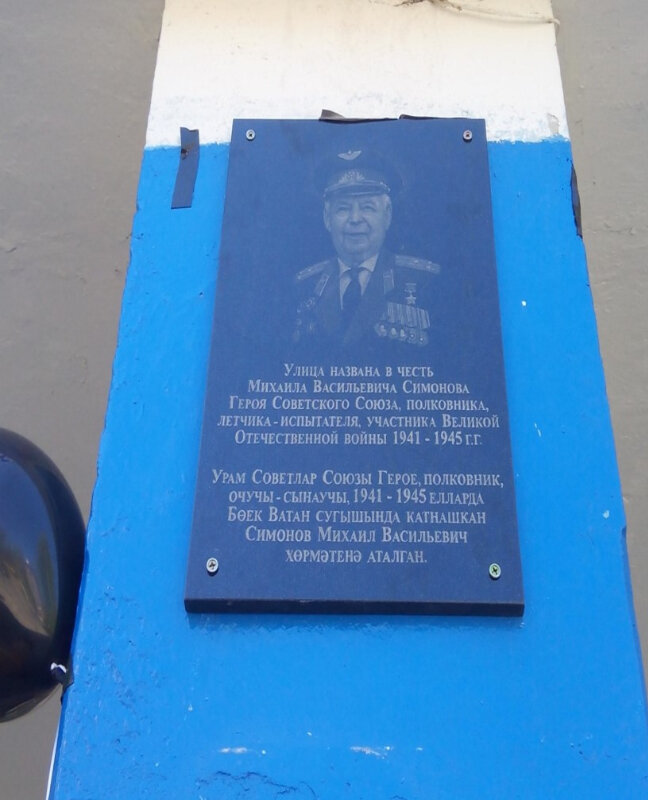 Улица названа в честь
Михаила Васильевича Симонова
Героя Советского Союза, полковника,
летчика-испытателя, участника Великой
Отечественной войны 1941 - 1945 г.г.
Урам Советлар Союзы Герое, полковник,
очучы-сынаучы, 1941 - 1945 елларда
Бөек Ватан сугышында катнашкан
Симонов Михаил Васильевич
хөрмәтенә аталган.